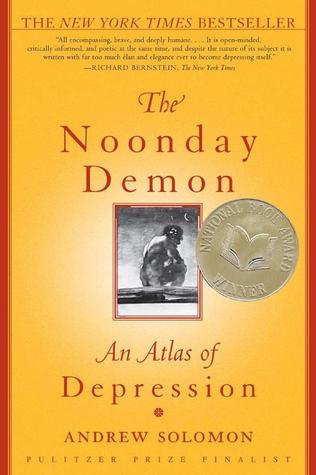 THE NEW YORK TIMES BESTSELLER
"All encompassing, brave, and deeply humane. . . . It is open-minded,
critically informed, and poetic at the same time, and despite the nature of its subject it is
written with far too much élan and elegance ever to become depressing itself."
—RICHARD BERNSTEIN, The New York Times
The
Noonday
Demon
NATIONAL BOOK AWARD
WINNER
An Atlas of
Depression
ANDREW SOLOMON
PULITZER PRIZE FINALIST